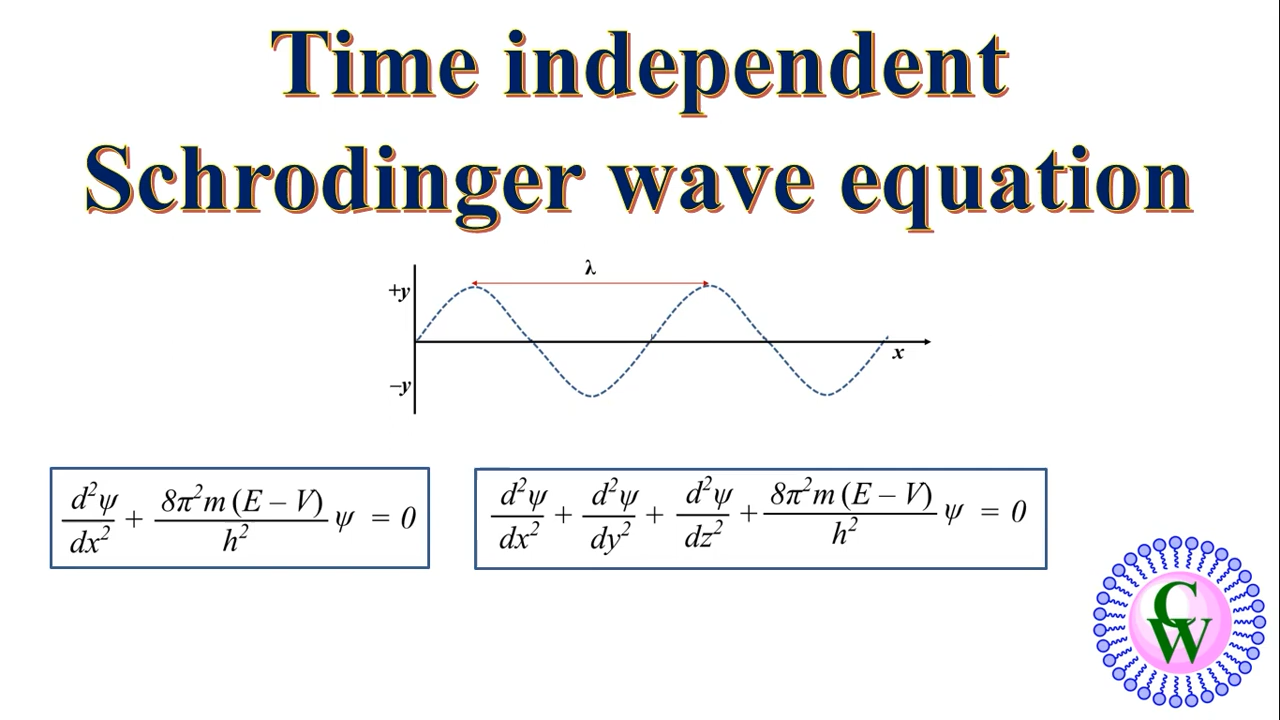 Time independent
Schrodinger wave equation
λ
+y
x
–y
d²ψ/dx² + 8π²m (E – V)/h² ψ = 0
d²ψ/dx² + d²ψ/dy² + d²ψ/dz² + 8π²m (E – V)/h² ψ = 0
C
W